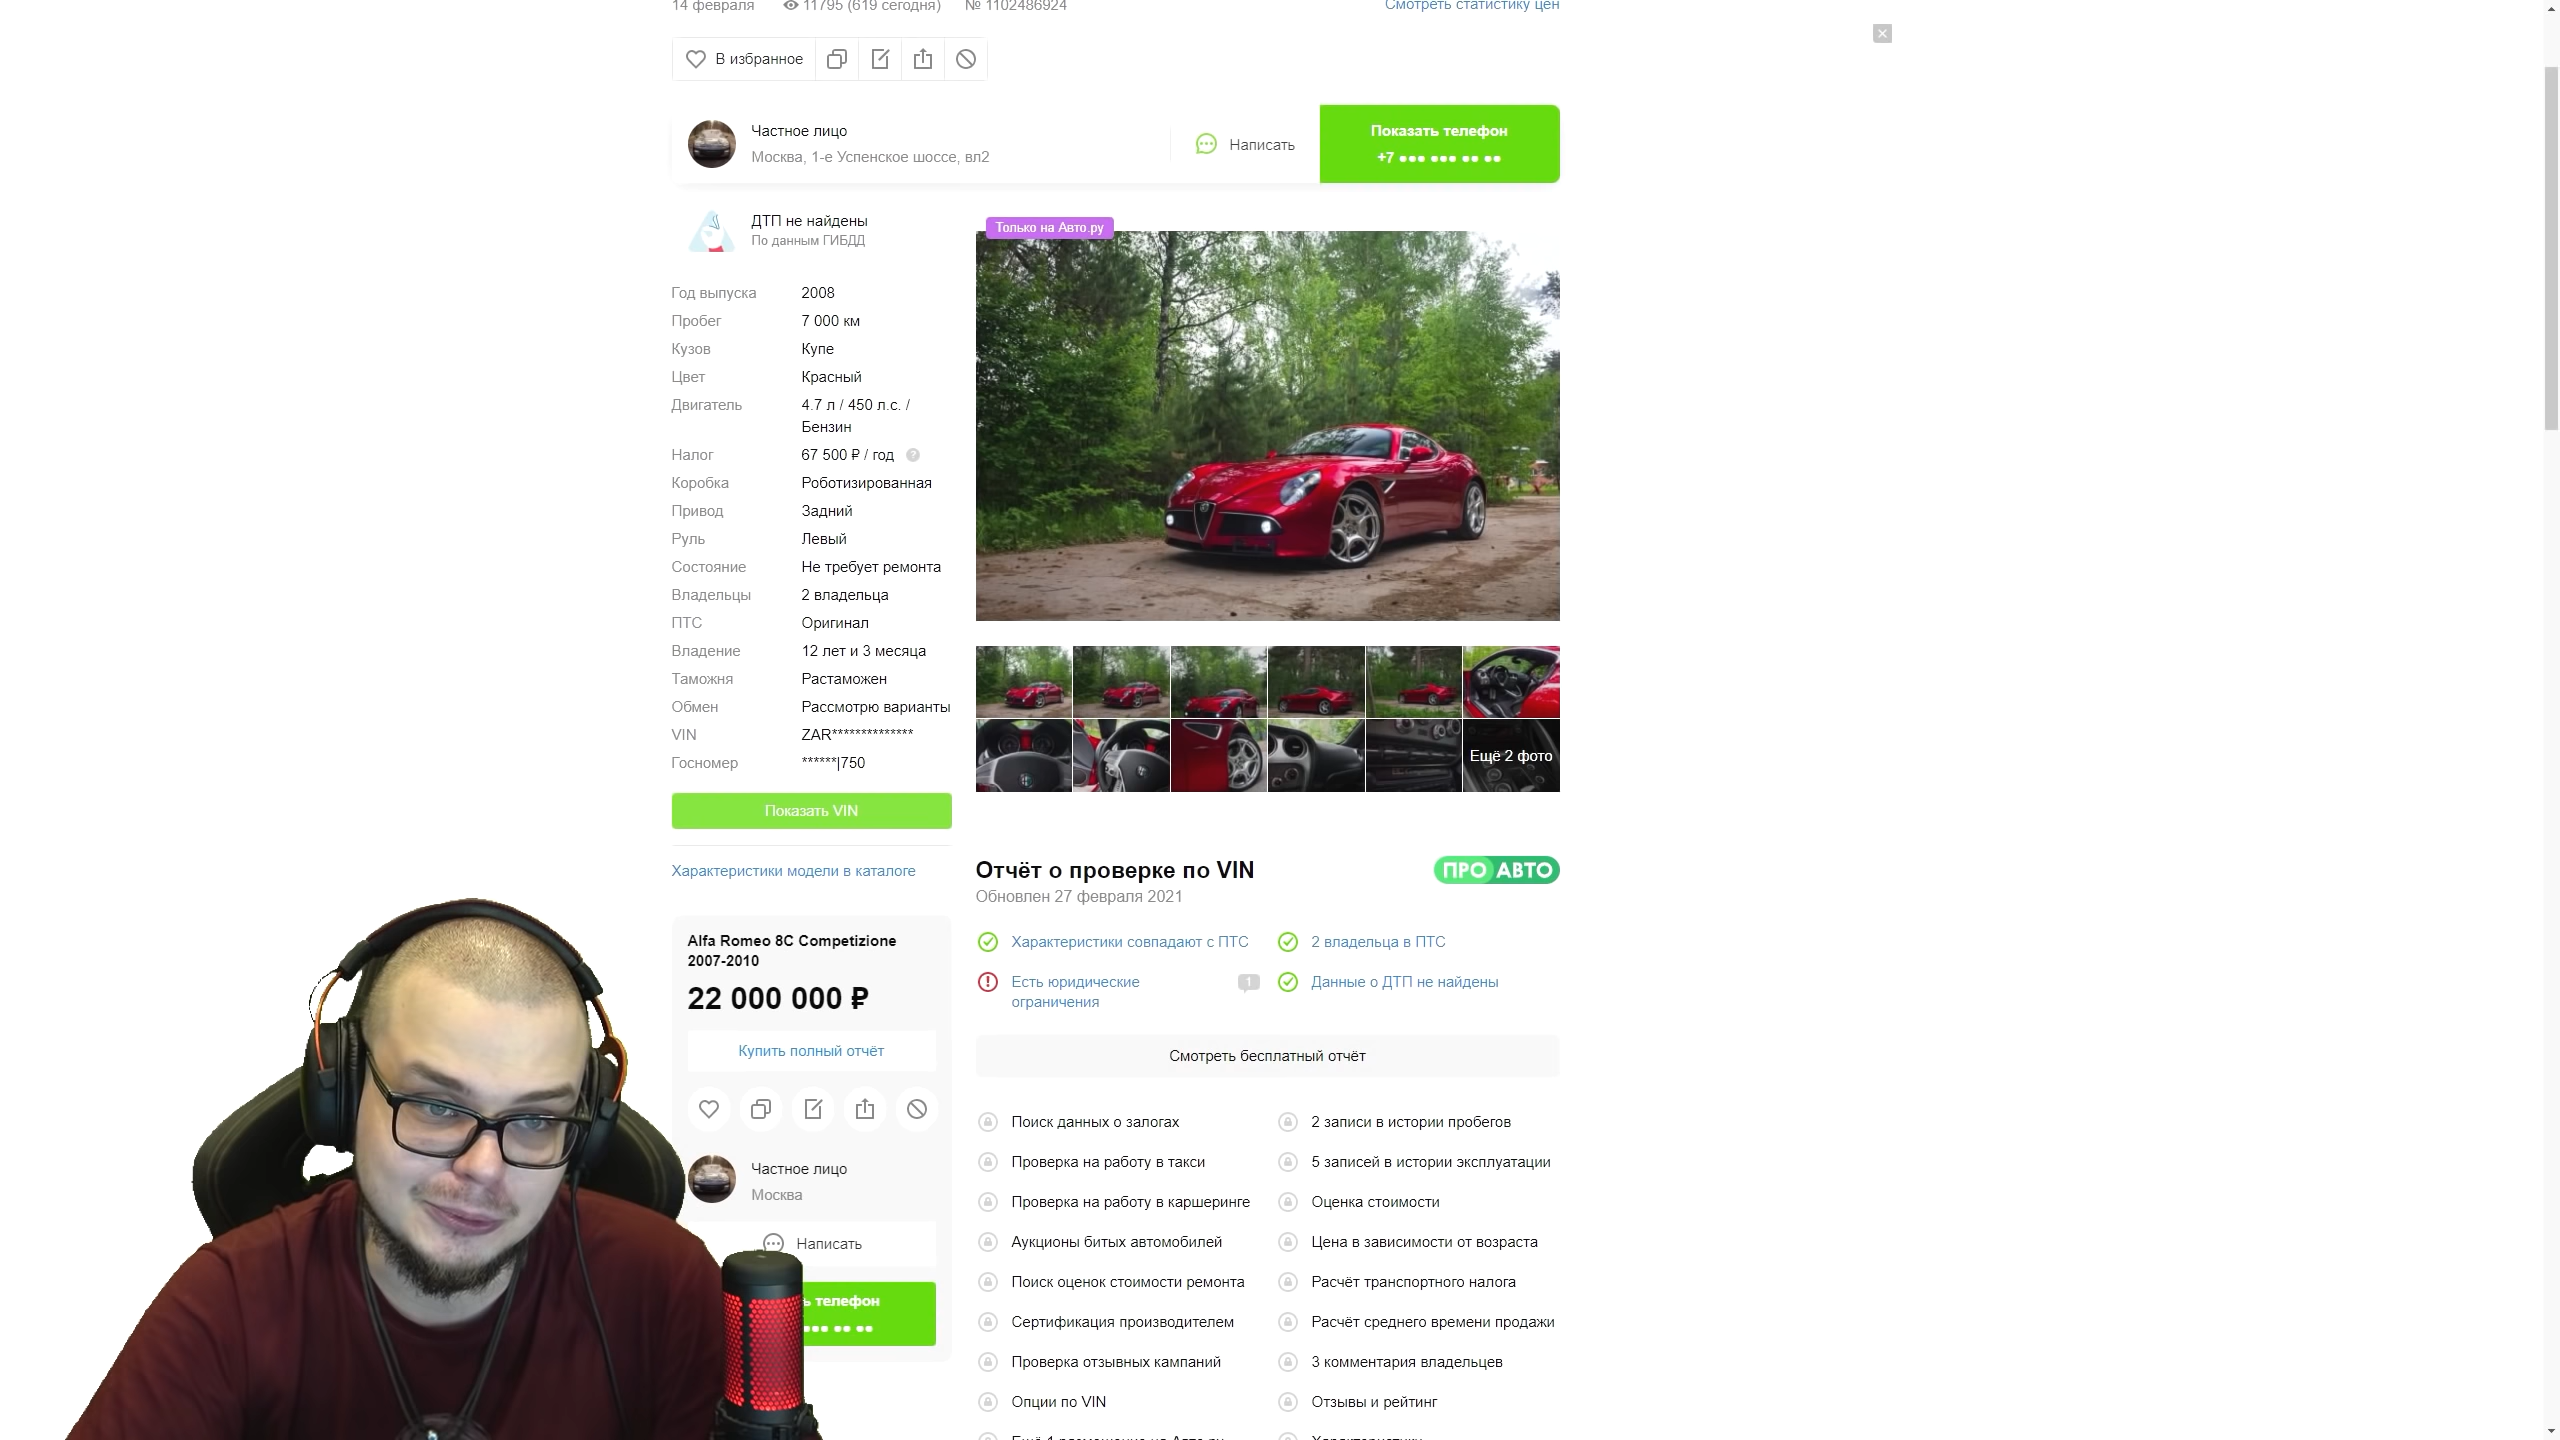 14 февраля 11795 (619 сегодня) № 1102486924
Смотреть статистику цен
В избранное
Частное лицо
Москва, 1-е Успенское шоссе, вл2
Написать
Показать телефон
+7 ●●● ●●● ●● ●●
ДТП не найдены
По данным ГИБДД
Только на Авто.ру
Год выпуска 2008
Пробег 7 000 км
Кузов Купе
Цвет Красный
Двигатель 4.7 л / 450 л.с. /
Бензин
Налог 67 500 ₽ / год ?
Коробка Роботизированная
Привод Задний
Руль Левый
Состояние Не требует ремонта
Владельцы 2 владельца
ПТС Оригинал
Владение 12 лет и 3 месяца
Таможня Растаможен
Обмен Рассмотрю варианты
VIN ZAR**************
Госномер ******|750
Показать VIN
Характеристики модели в каталоге
Ещё 2 фото
Alfa Romeo 8C Competizione
2007-2010
22 000 000 ₽
Купить полный отчёт
Частное лицо
Москва
Написать
ь телефон
●●● ●● ●●
Отчёт о проверке по VIN
ПРО АВТО
Обновлен 27 февраля 2021
Характеристики совпадают с ПТС
2 владельца в ПТС
Есть юридические
ограничения
1
Данные о ДТП не найдены
Смотреть бесплатный отчёт
Поиск данных о залогах
2 записи в истории пробегов
Проверка на работу в такси
5 записей в истории эксплуатации
Проверка на работу в каршеринге
Оценка стоимости
Аукционы битых автомобилей
Цена в зависимости от возраста
Поиск оценок стоимости ремонта
Расчёт транспортного налога
Сертификация производителем
Расчёт среднего времени продажи
Проверка отзывных кампаний
3 комментария владельцев
Опции по VIN
Отзывы и рейтинг